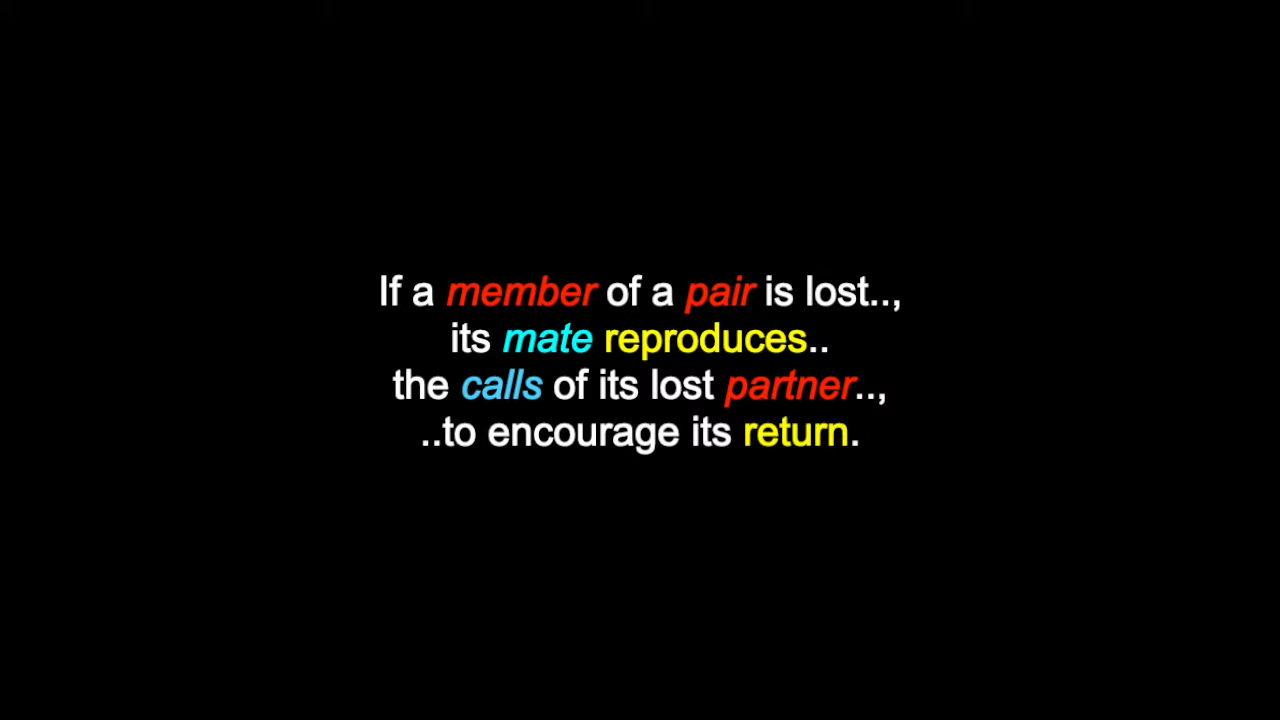 If a member of a pair is lost..,
its mate reproduces..
the calls of its lost partner..,
..to encourage its return.